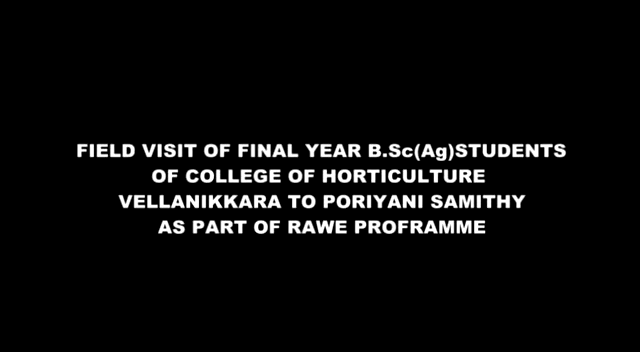 FIELD VISIT OF FINAL YEAR B.Sc(Ag)STUDENTS
OF COLLEGE OF HORTICULTURE
VELLANIKKARA TO PORIYANI SAMITHY
AS PART OF RAWE PROFRAMME